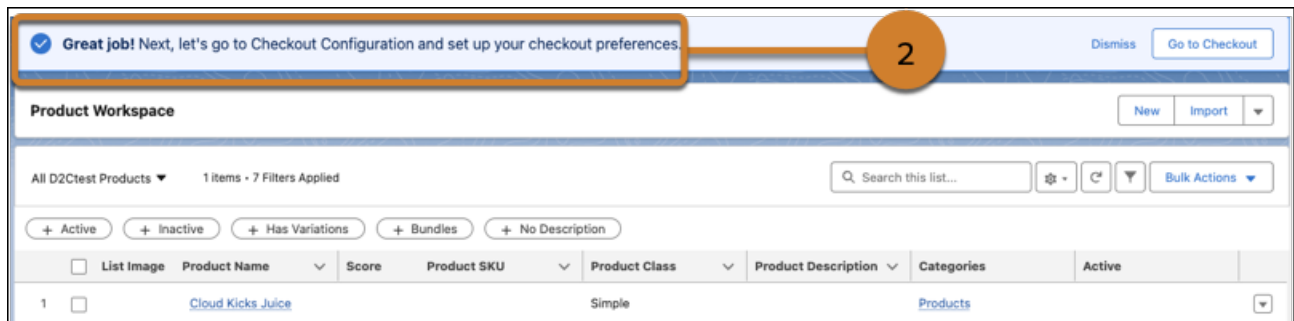 Great job! Next, let's go to Checkout Configuration and set up your checkout preferences.
2
Dismiss
Go to Checkout
Product Workspace
New
Import
All D2Ctest Products
1 items • 7 Filters Applied
Search this list...
Bulk Actions
+ Active
+ Inactive
+ Has Variations
+ Bundles
+ No Description
List Image
Product Name
Score
Product SKU
Product Class
Product Description
Categories
Active
1
Cloud Kicks Juice
Simple
Products